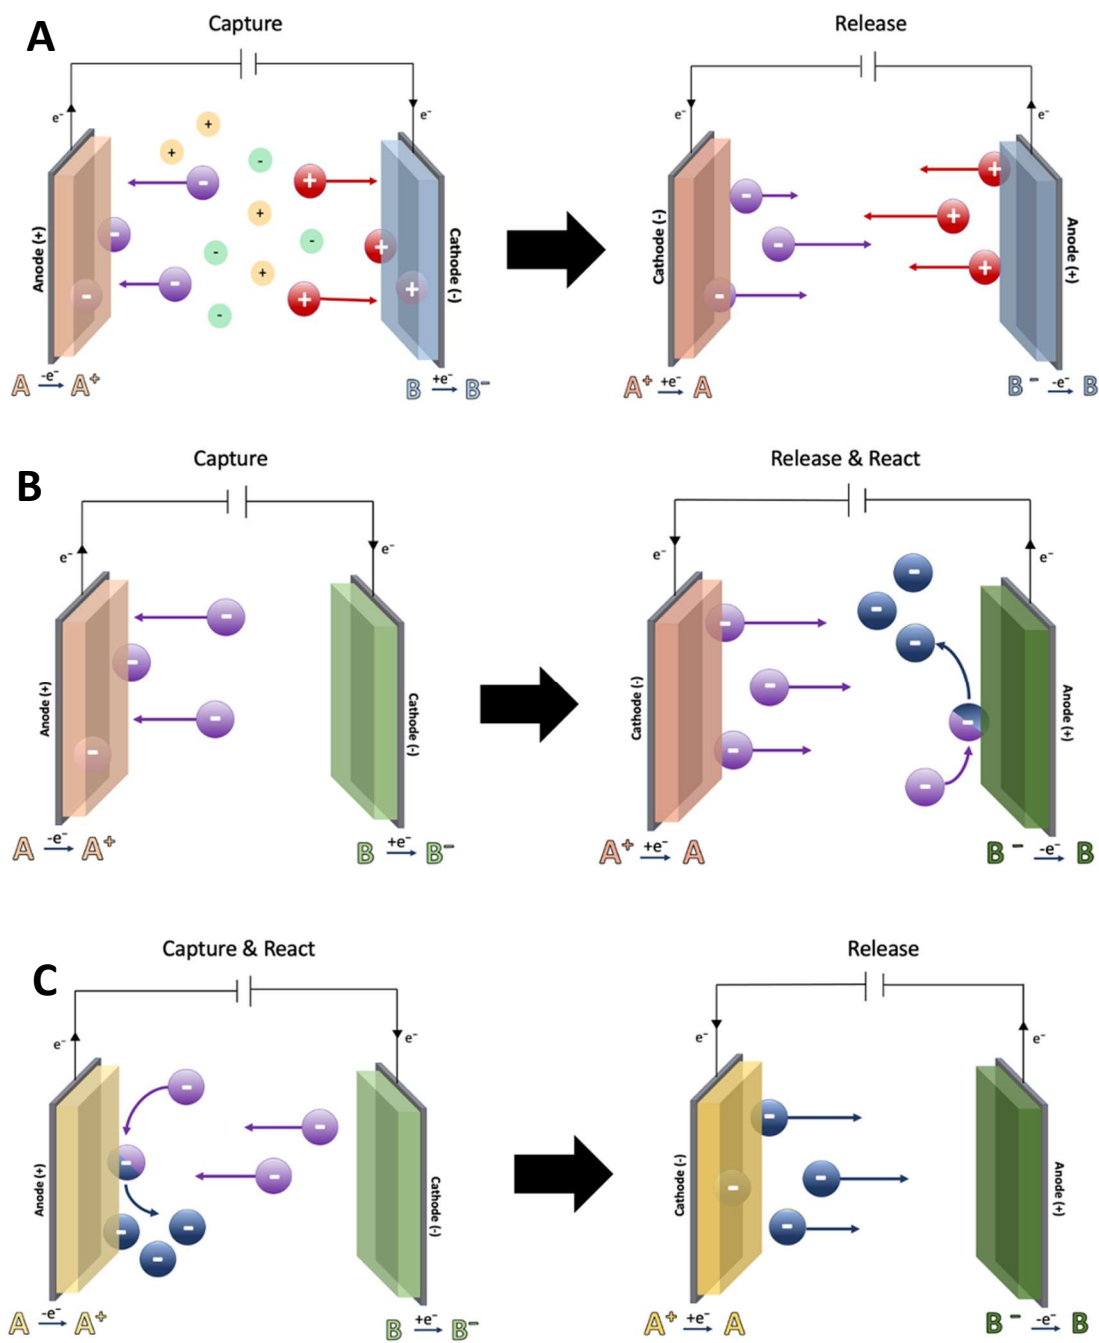 A
Capture
Release
e⁻
e⁻
e⁻
e⁻
+
+
-
-
+
+
-
-
+
-
+
-
-
+
-
+
-
+
-
+
+
-
+
-
+
-
Anode (+)
Cathode (-)
Cathode (-)
Anode (+)
A -e⁻ A⁺
B +e⁻ B⁻
A⁺ +e⁻ A
B⁻ -e⁻ B
B
Capture
Release & React
e⁻
e⁻
e⁻
e⁻
-
-
-
-
-
-
-
-
-
-
-
-
-
Anode (+)
Cathode (-)
Cathode (-)
Anode (+)
A -e⁻ A⁺
B +e⁻ B⁻
A⁺ +e⁻ A
B⁻ -e⁻ B
C
Capture & React
Release
e⁻
e⁻
e⁻
e⁻
-
-
-
-
-
-
-
-
-
-
-
-
Anode (+)
Cathode (-)
Cathode (-)
Anode (+)
A -e⁻ A⁺
B +e⁻ B⁻
A⁺ +e⁻ A
B⁻ -e⁻ B